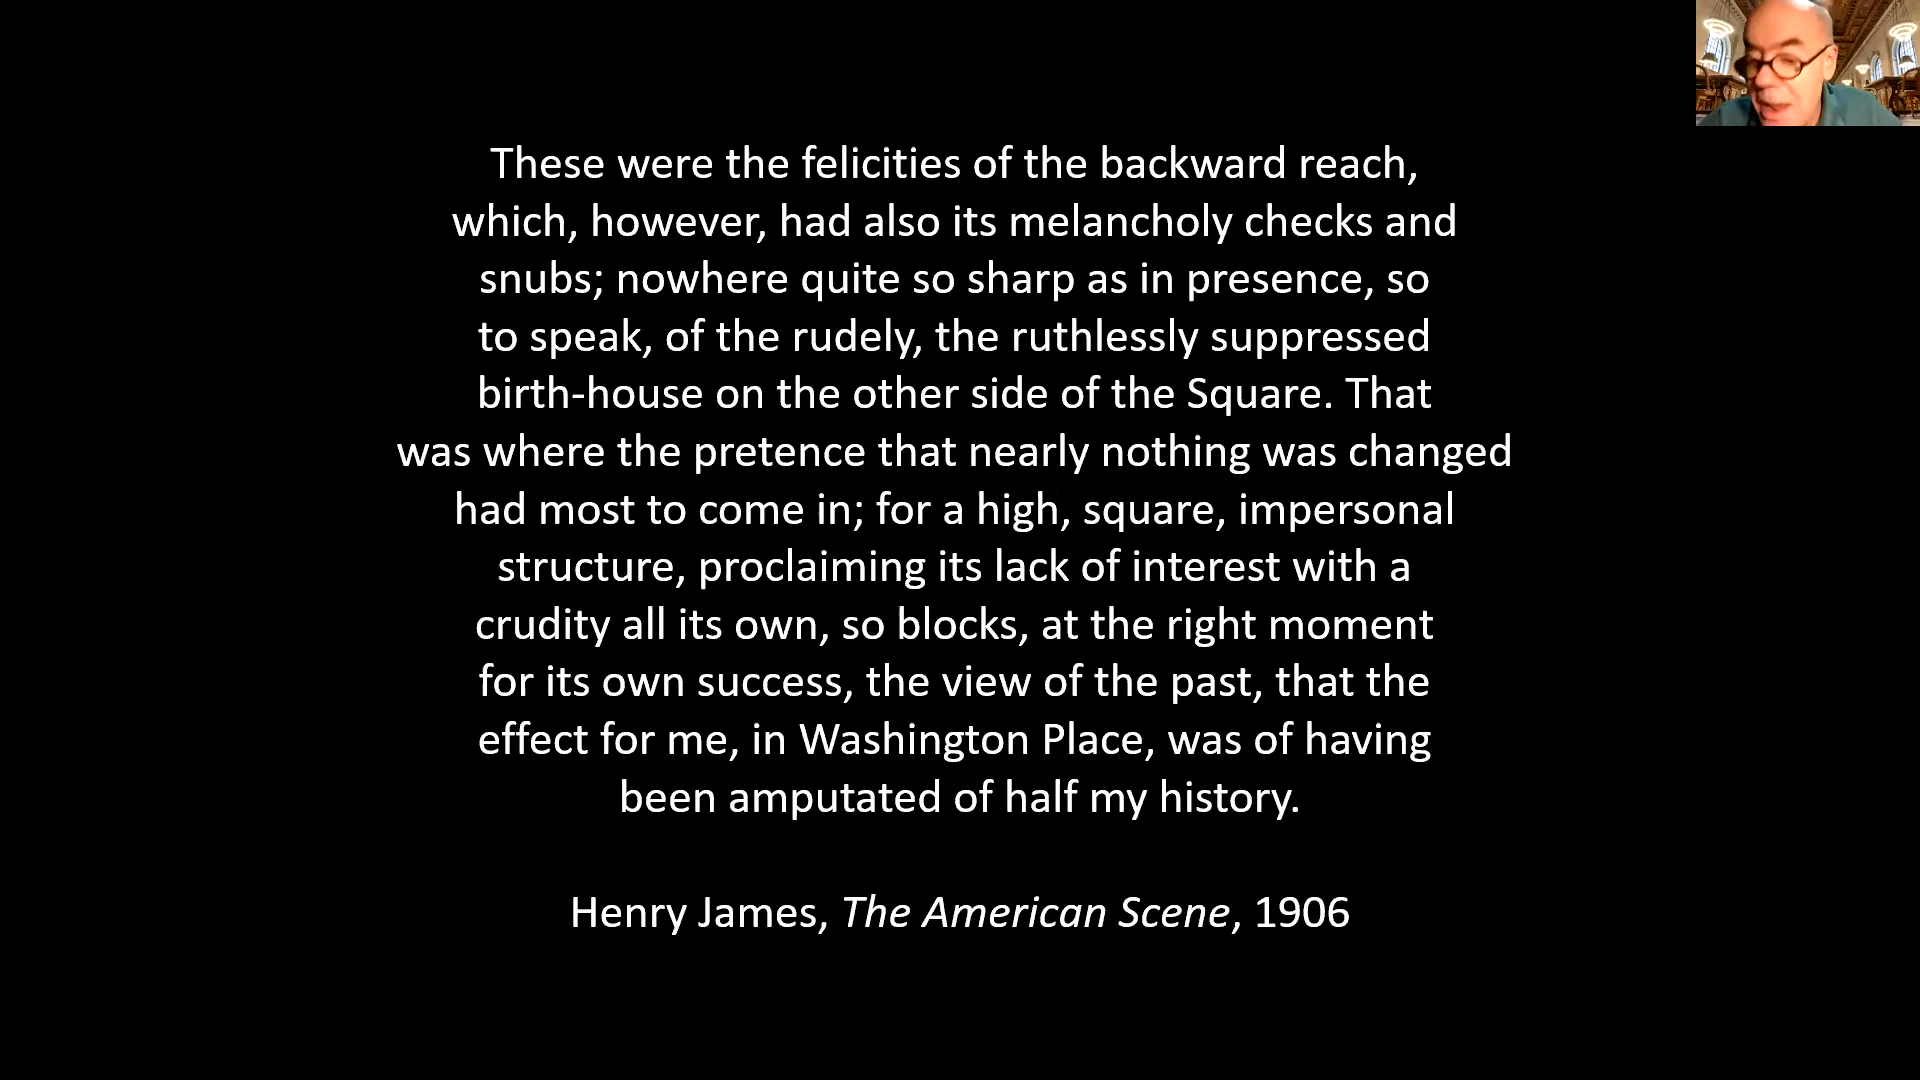 These were the felicities of the backward reach,
which, however, had also its melancholy checks and
snubs; nowhere quite so sharp as in presence, so
to speak, of the rudely, the ruthlessly suppressed
birth-house on the other side of the Square. That
was where the pretence that nearly nothing was changed
had most to come in; for a high, square, impersonal
structure, proclaiming its lack of interest with a
crudity all its own, so blocks, at the right moment
for its own success, the view of the past, that the
effect for me, in Washington Place, was of having
been amputated of half my history.
Henry James, The American Scene, 1906